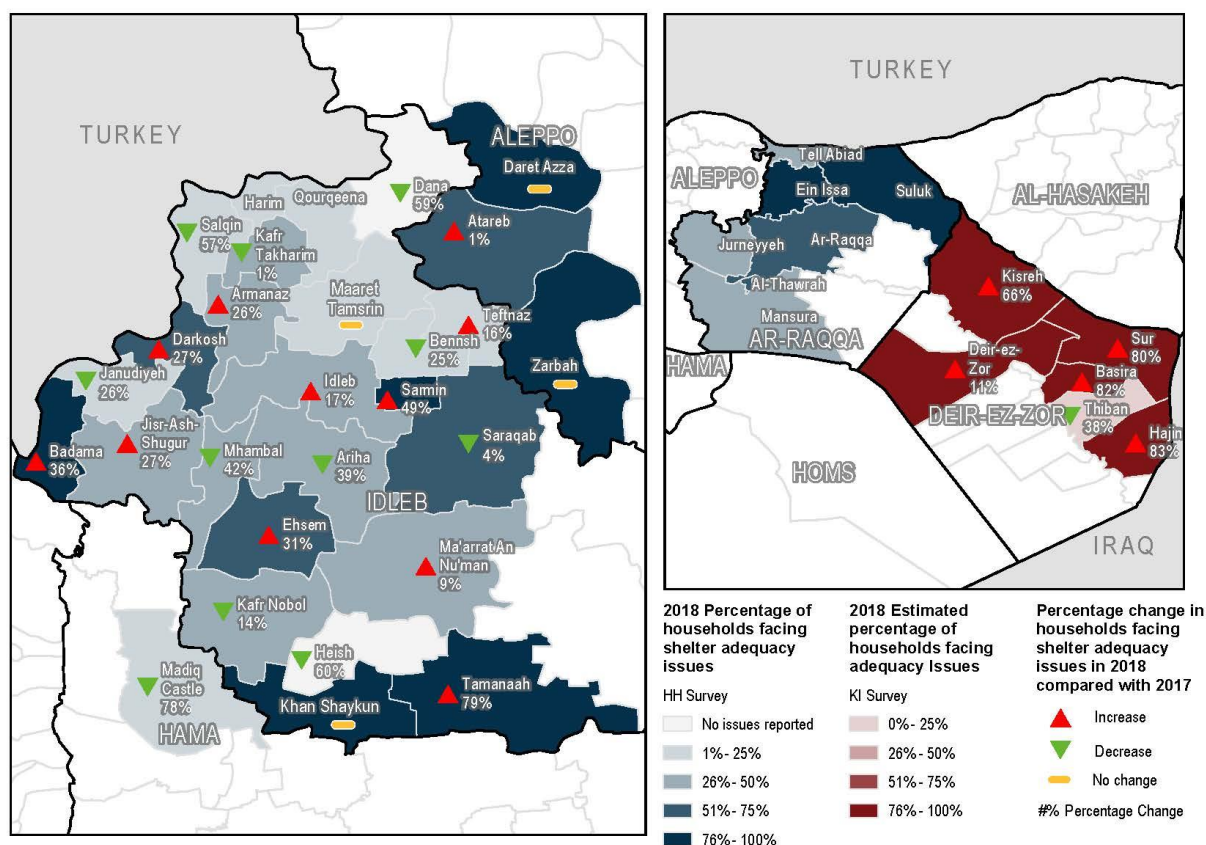 TURKEY
ALEPPO
Daret Azza
Dana
59%
Qourqeena
Harim
Salqin
57%
Kafr
Takharim
1%
Atareb
1%
Armanaz
26%
Maaret
Tamsrin
Teftnaz
16%
Darkosh
27%
Bennsh
25%
Janudiyeh
26%
Idleb
17%
Sarmin
49%
Zarbah
Jisr-Ash-
Shugur
27%
Badama
36%
Mhambal
42%
Ariha
39%
Saraqab
4%
IDLEB
Ehsem
31%
Ma'arrat An
Nu'man
9%
Kafr Nobol
14%
Heish
60%
Madiq
Castle
78%
HAMA
Khan Shaykun
Tamanaah
79%
TURKEY
Tell Abiad
ALEPPO
Ein Issa
Suluk
AL-HASAKEH
Jurneyyeh
Ar-Raqqa
Kisreh
66%
Al-Thawrah
Mansura
AR-RAQQA
HAMA
Deir-ez-
Zor
11%
Sur
80%
Basira
82%
DEIR-EZ-ZOR
Thiban
38%
Hajin
83%
HOMS
IRAQ
2018 Percentage of
households facing
shelter adequacy
issues
HH Survey
No issues reported
1%- 25%
26%- 50%
51%- 75%
76%- 100%
2018 Estimated
percentage of
households facing
adequacy Issues
KI Survey
0%- 25%
26%- 50%
51%- 75%
76%- 100%
Percentage change in
households facing
shelter adequacy
issues in 2018
compared with 2017
Increase
Decrease
No change
#% Percentage Change